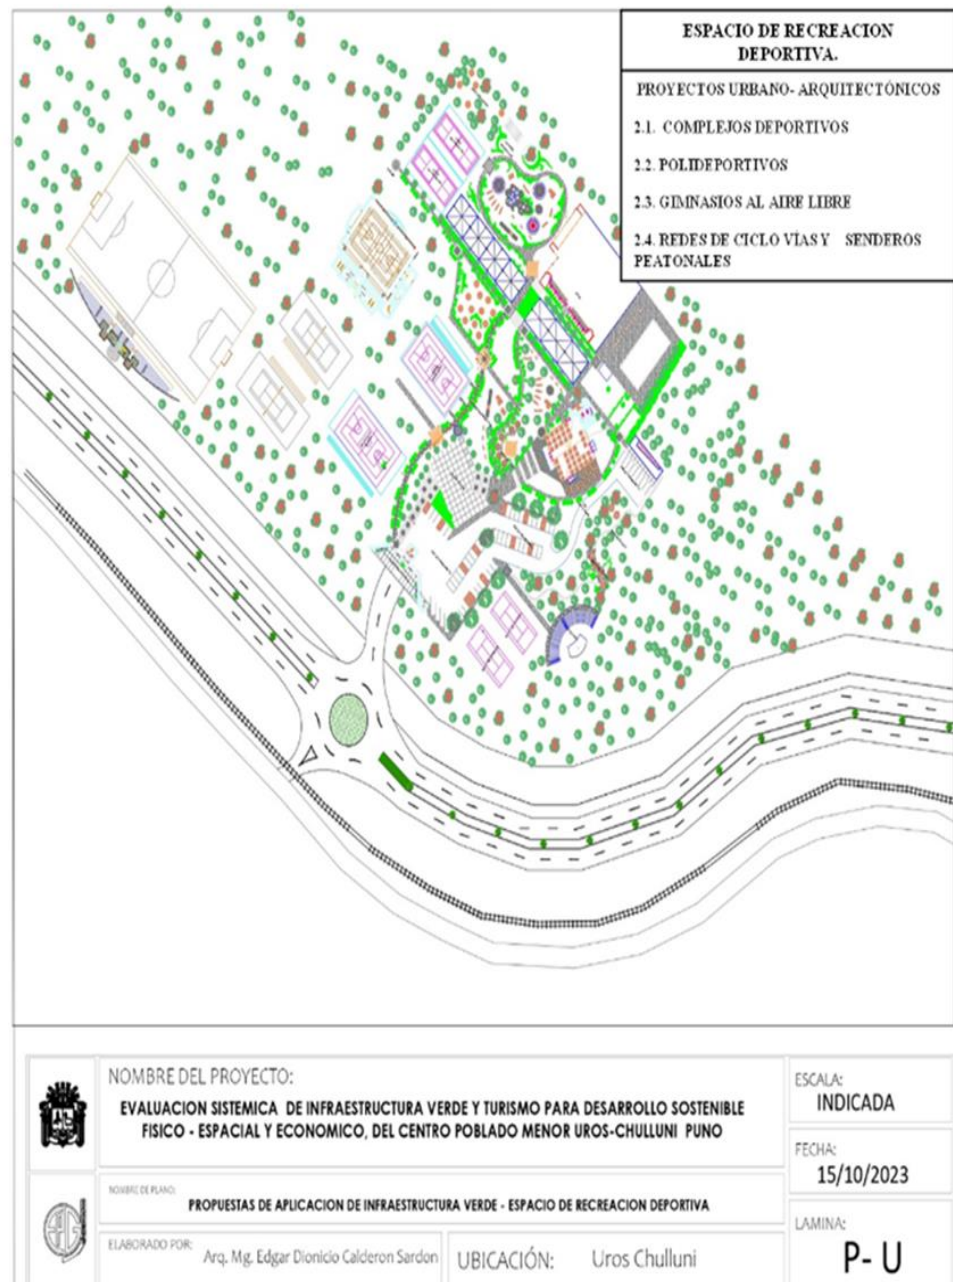 ESPACIO DE RECREACION
DEPORTIVA.
PROYECTOS URBANO- ARQUITECTÓNICOS
2.1. COMPLEJOS DEPORTIVOS
2.2. POLIDEPORTIVOS
2.3. GIMNASIOS AL AIRE LIBRE
2.4. REDES DE CICLO VÍAS Y SENDEROS
PEATONALES
NOMBRE DEL PROYECTO:
EVALUACION SISTEMICA DE INFRAESTRUCTURA VERDE Y TURISMO PARA DESARROLLO SOSTENIBLE
FISICO - ESPACIAL Y ECONOMICO, DEL CENTRO POBLADO MENOR UROS-CHULLUNI PUNO
NOMBRE DE PLANO:
PROPUESTAS DE APLICACION DE INFRAESTRUCTURA VERDE - ESPACIO DE RECREACION DEPORTIVA
ELABORADO POR: Arq. Mg. Edgar Dionicio Calderon Sardon
UBICACIÓN: Uros Chulluni
ESCALA:
INDICADA
FECHA:
15/10/2023
LAMINA:
P- U